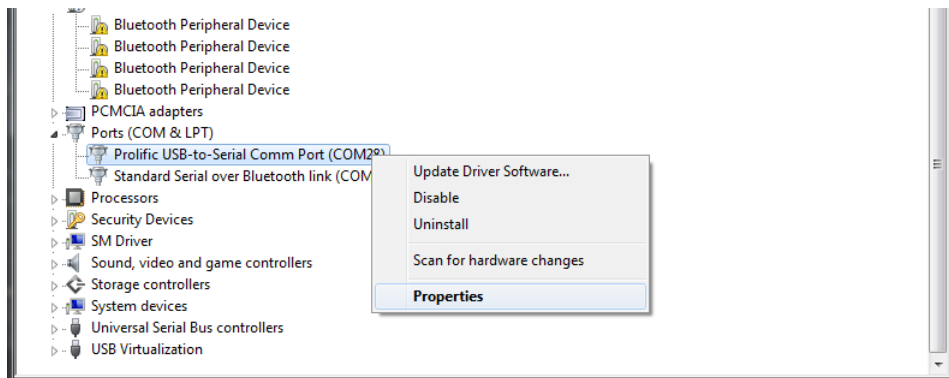 Bluetooth Peripheral Device
Bluetooth Peripheral Device
Bluetooth Peripheral Device
Bluetooth Peripheral Device
PCMCIA adapters
Ports (COM & LPT)
Prolific USB-to-Serial Comm Port (COM28)
Standard Serial over Bluetooth link (COM
Processors
Security Devices
SM Driver
Sound, video and game controllers
Storage controllers
System devices
Universal Serial Bus controllers
USB Virtualization
Update Driver Software...
Disable
Uninstall
Scan for hardware changes
Properties